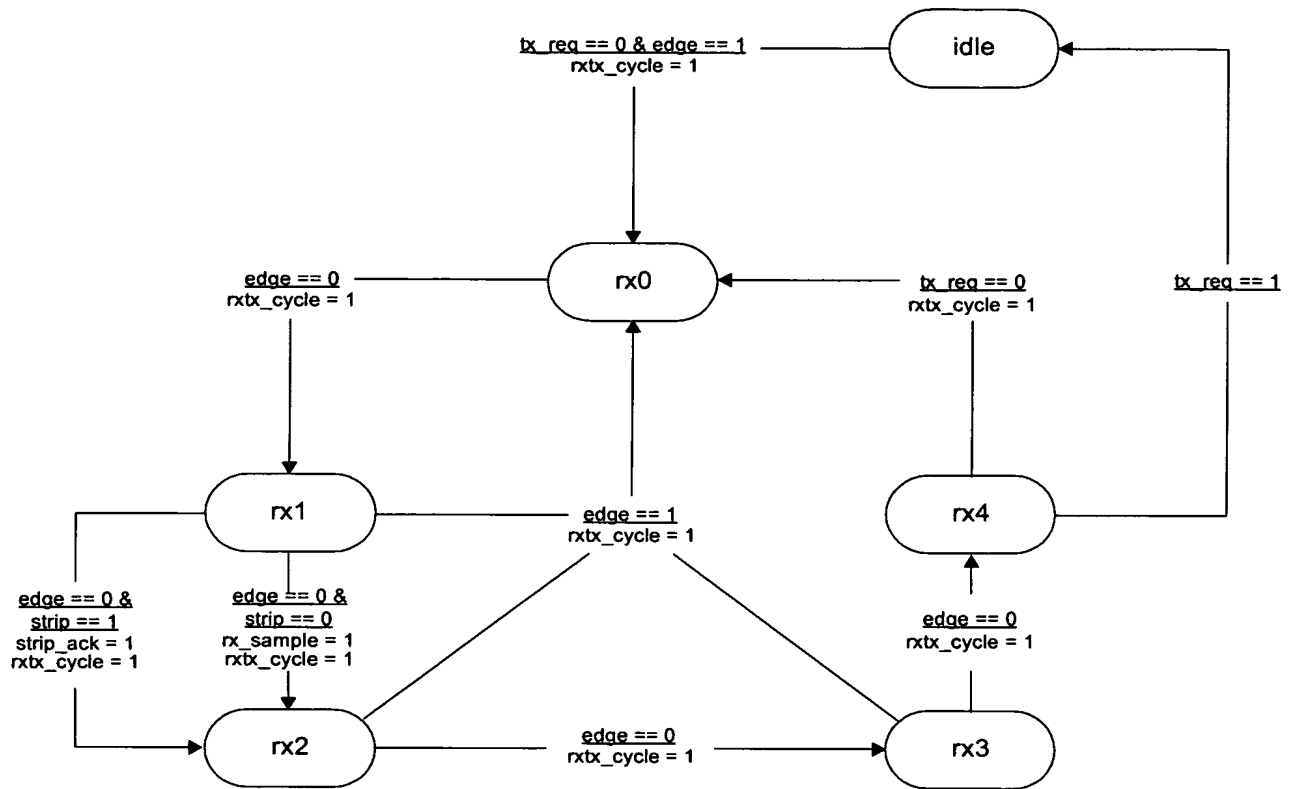 tx_req == 0 & edge == 1
rxtx_cycle = 1
idle
edge == 0
rxtx_cycle = 1
rx0
tx_req == 0
rxtx_cycle = 1
tx_req == 1
rx1
edge == 1
rxtx_cycle = 1
rx4
edge == 0 &
strip == 1
strip_ack = 1
rxtx_cycle = 1
edge == 0 &
strip == 0
rx_sample = 1
rxtx_cycle = 1
edge == 0
rxtx_cycle = 1
rx2
edge == 0
rxtx_cycle = 1
rx3